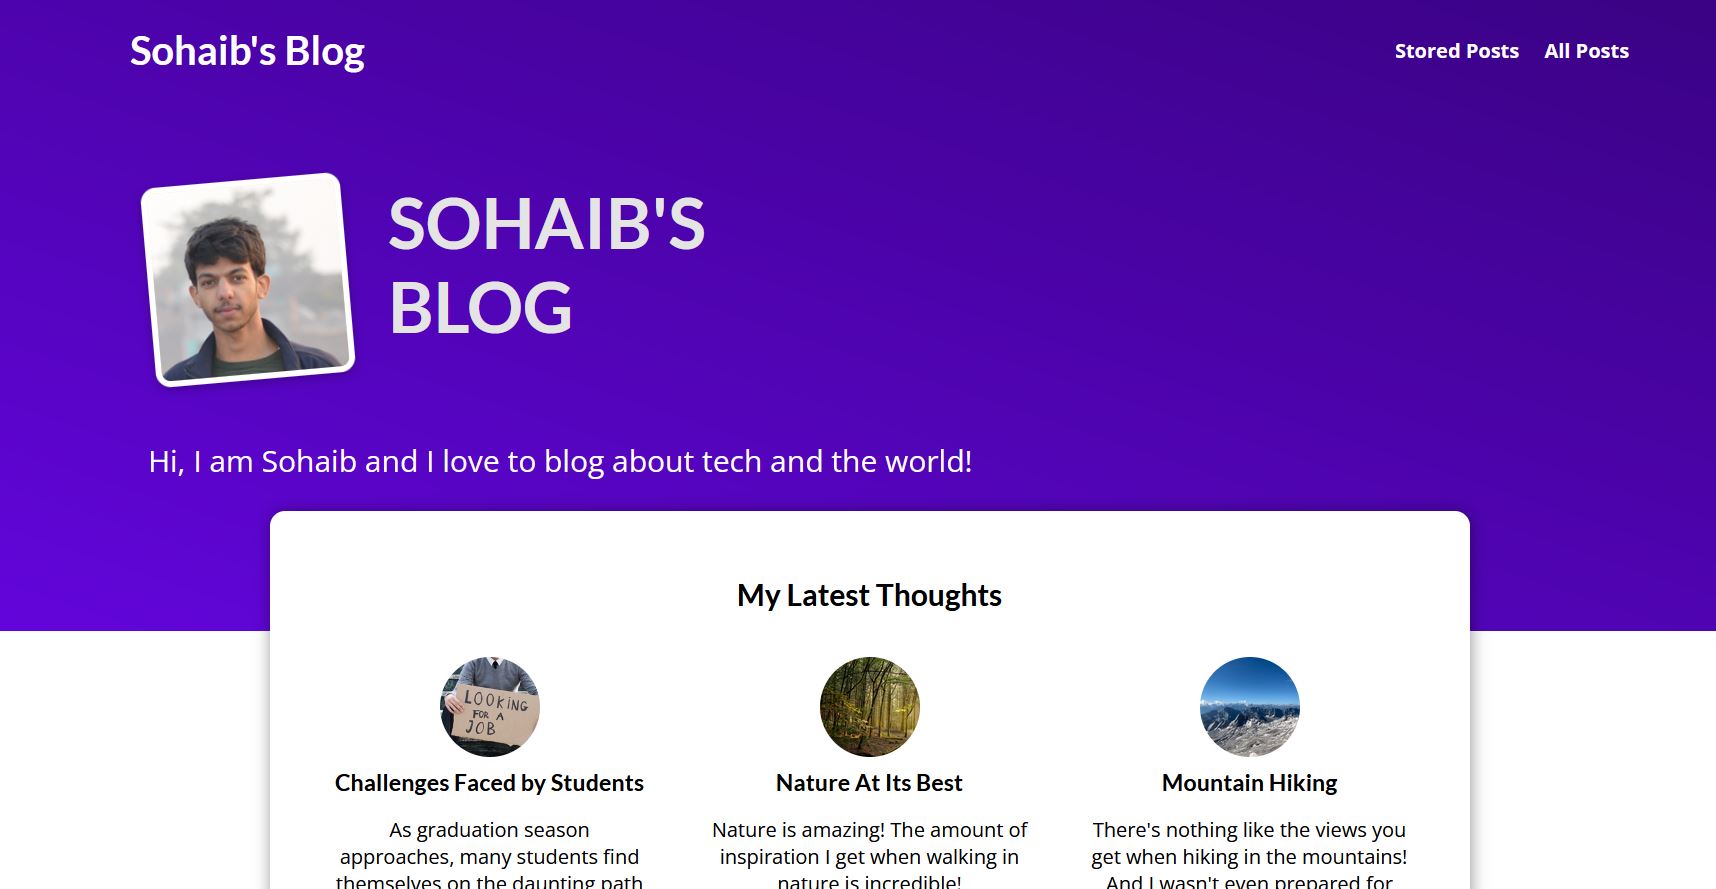 Sohaib's Blog
Stored Posts All Posts
SOHAIB'S
BLOG
Hi, I am Sohaib and I love to blog about tech and the world!
My Latest Thoughts
LOOKING
FOR A
JOB
Challenges Faced by Students
As graduation season
approaches, many students find
themselves on the daunting path
Nature At Its Best
Nature is amazing! The amount of
inspiration I get when walking in
nature is incredible!
Mountain Hiking
There's nothing like the views you
get when hiking in the mountains!
And I wasn't even prepared for